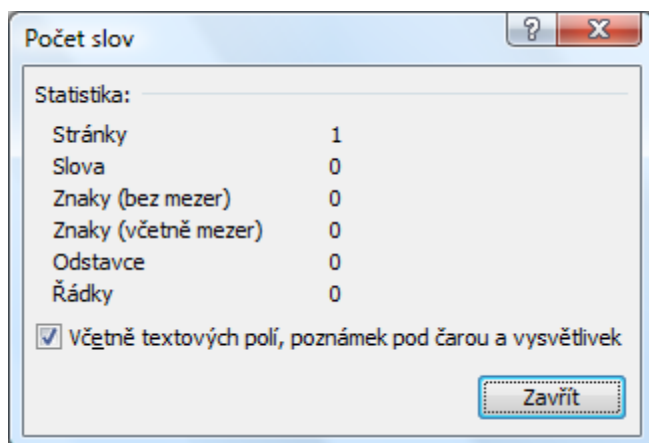 Počet slov
Statistika:
Stránky 1
Slova 0
Znaky (bez mezer) 0
Znaky (včetně mezer) 0
Odstavce 0
Řádky 0
Včetně textových polí, poznámek pod čarou a vysvětlivek
Zavřít